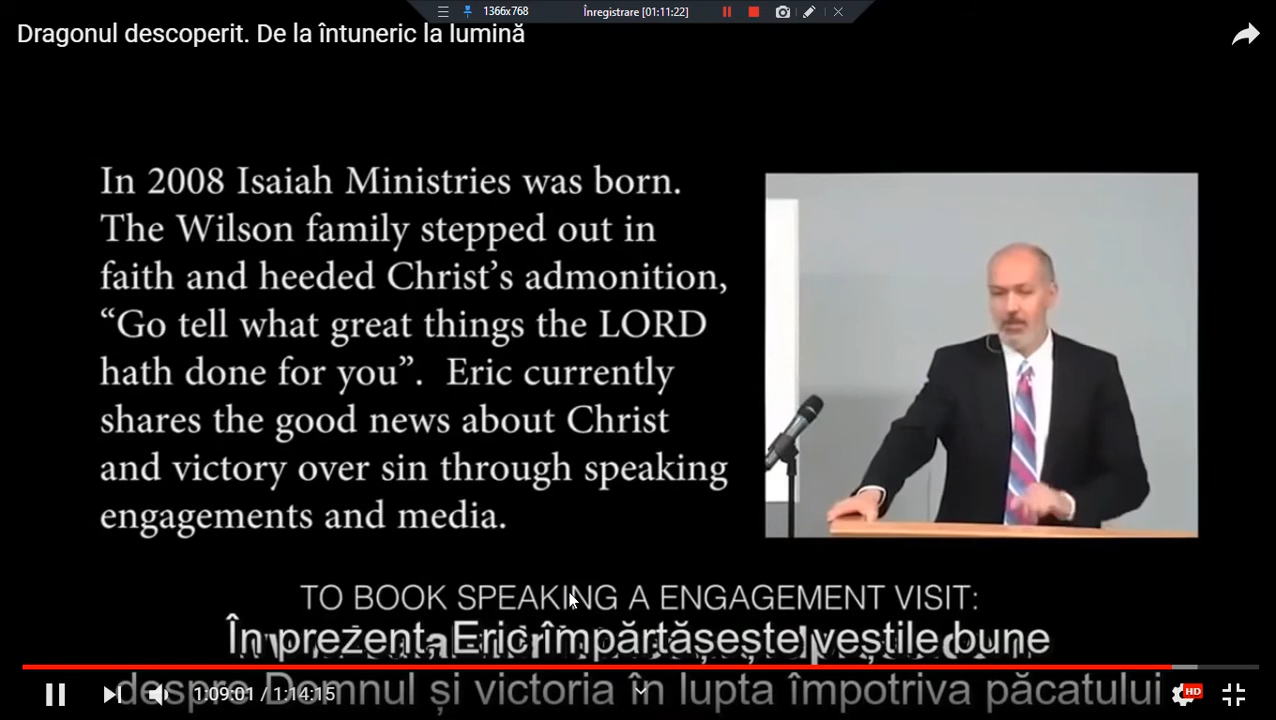 1366x768
Înregistrare [01:11:22]
Dragonul descoperit. De la întuneric la lumină
In 2008 Isaiah Ministries was born.
The Wilson family stepped out in
faith and heeded Christ's admonition,
“Go tell what great things the LORD
hath done for you”. Eric currently
shares the good news about Christ
and victory over sin through speaking
engagements and media.
TO BOOK SPEAKING A ENGAGEMENT VISIT:
În prezent, Eric împărtășește veștile bune
despre Domnul și victoria în lupta împotriva păcatului
1:09:01 / 1:14:15
HD